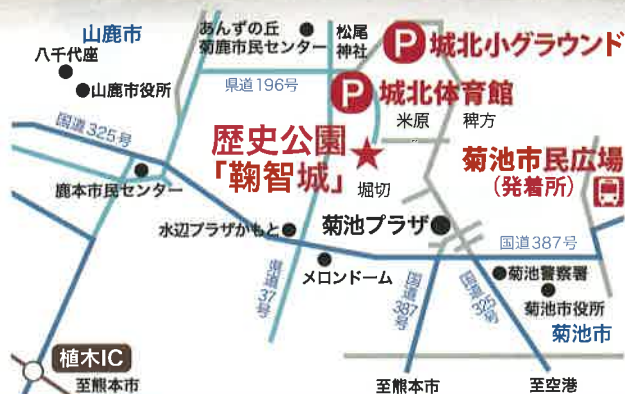 山鹿市
八千代座
山鹿市役所
あんずの丘
菊鹿市民センター
松尾
神社
P 城北小グラウンド
県道196号
P 城北体育館
米原
稗方
国道325号
歴史公園
「鞠智城」
堀切
菊池市民広場
(発着所)
鹿本市民センター
水辺プラザかもと
菊池プラザ
国道387号
県道37号
メロンドーム
国道387号
国道325号
菊池警察署
菊池市役所
菊池市
植木IC
至熊本市
至熊本市
至空港